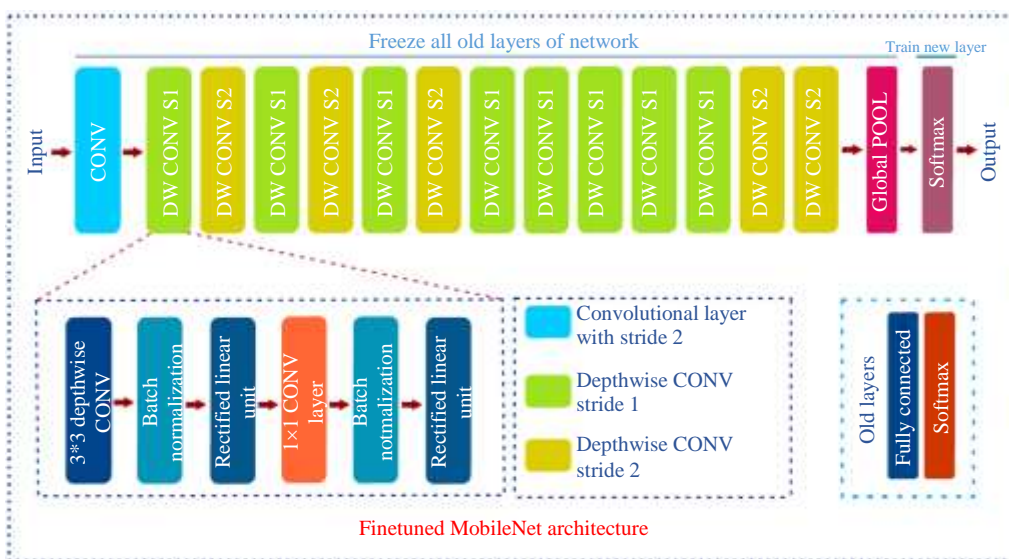 Freeze all old layers of network
Train new layer
Input
CONV
DW CONV S1
DW CONV S2
DW CONV S1
DW CONV S2
DW CONV S1
DW CONV S2
DW CONV S1
DW CONV S1
DW CONV S1
DW CONV S1
DW CONV S1
DW CONV S2
DW CONV S2
Global POOL
Softmax
Output
3*3 depthwise
CONV
Batch
normalization
Rectified linear
unit
1×1 CONV
layer
Batch
notmalization
Rectified linear
unit
Convolutional layer
with stride 2
Depthwise CONV
stride 1
Depthwise CONV
stride 2
Old layers
Fully connected
Softmax
Finetuned MobileNet architecture